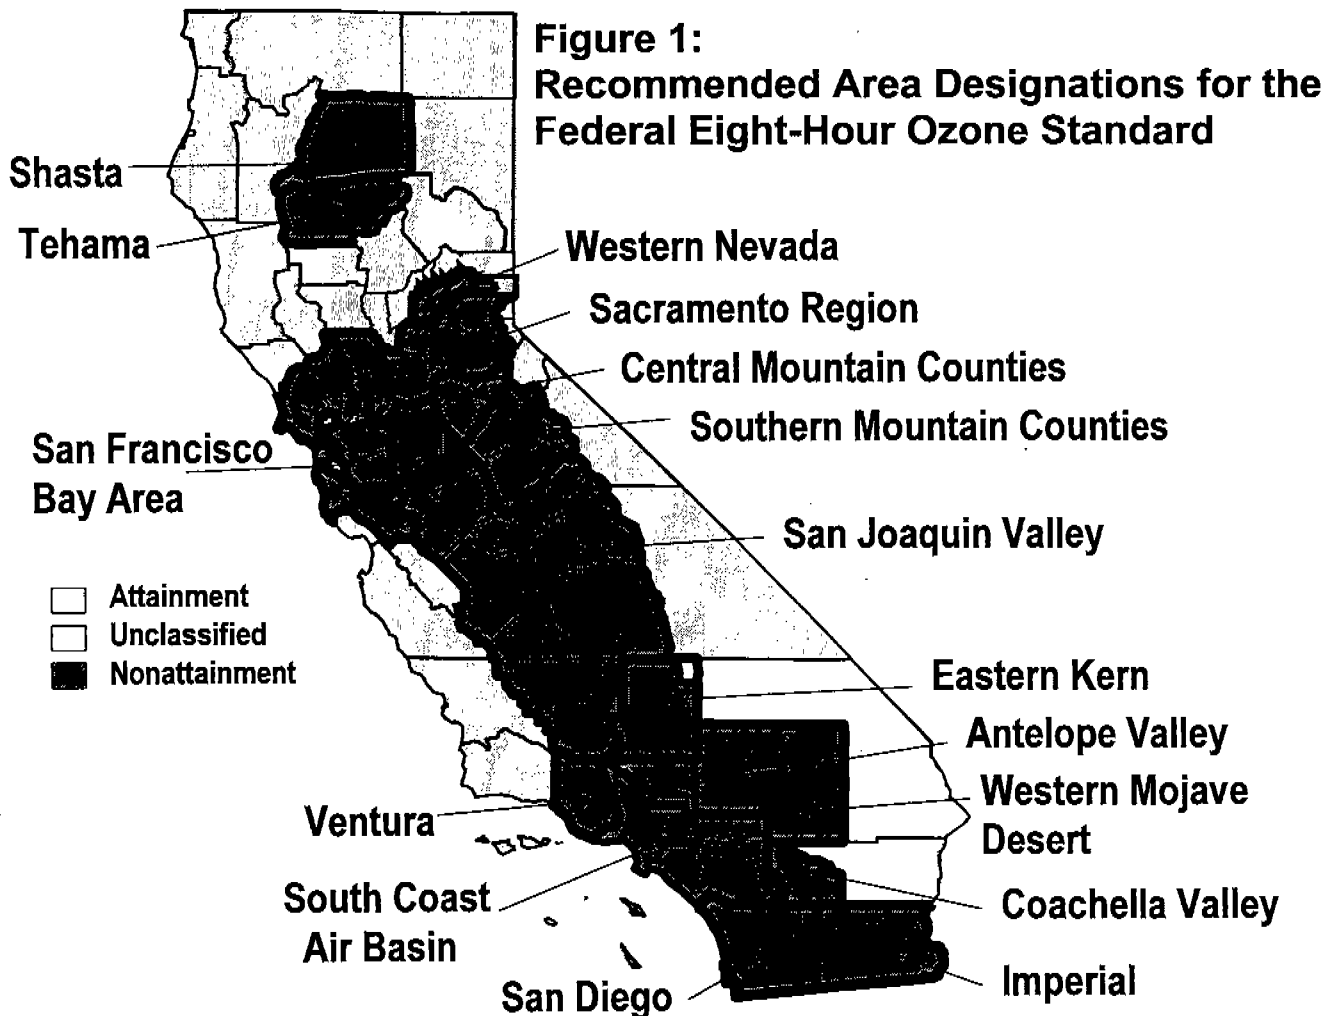 Figure 1:
Recommended Area Designations for the
Federal Eight-Hour Ozone Standard
Shasta
Tehama
Western Nevada
Sacramento Region
Central Mountain Counties
Southern Mountain Counties
San Francisco
Bay Area
San Joaquin Valley
Attainment
Unclassified
Nonattainment
Eastern Kern
Antelope Valley
Western Mojave
Desert
Ventura
South Coast
Air Basin
Coachella Valley
Imperial
San Diego